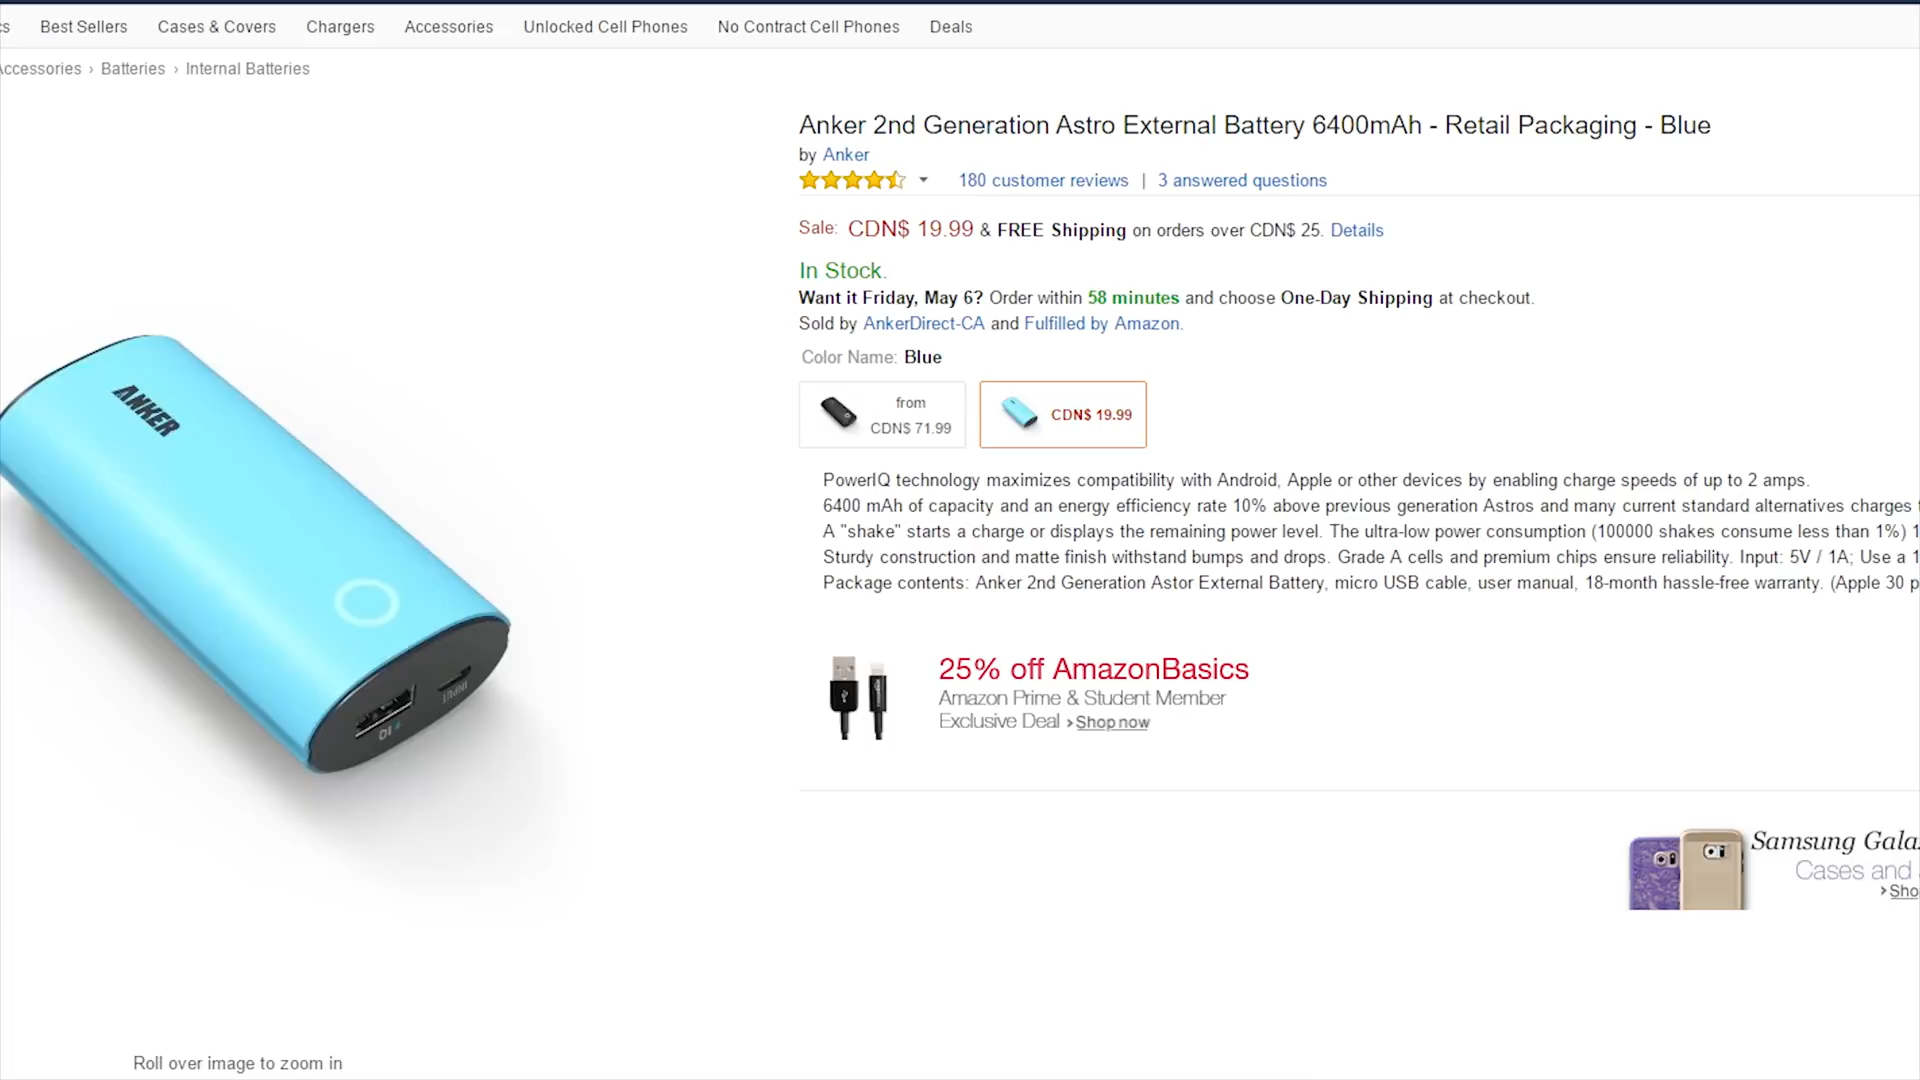 Best Sellers Cases & Covers Chargers Accessories Unlocked Cell Phones No Contract Cell Phones Deals
Accessories › Batteries › Internal Batteries
Anker 2nd Generation Astro External Battery 6400mAh - Retail Packaging - Blue
by Anker
180 customer reviews | 3 answered questions
Sale: CDN$ 19.99 & FREE Shipping on orders over CDN$ 25. Details
In Stock.
Want it Friday, May 6? Order within 58 minutes and choose One-Day Shipping at checkout.
Sold by AnkerDirect-CA and Fulfilled by Amazon.
Color Name: Blue
from
CDN$ 71.99
CDN$ 19.99
PowerIQ technology maximizes compatibility with Android, Apple or other devices by enabling charge speeds of up to 2 amps.
6400 mAh of capacity and an energy efficiency rate 10% above previous generation Astros and many current standard alternatives charges
A "shake" starts a charge or displays the remaining power level. The ultra-low power consumption (100000 shakes consume less than 1%) 1
Sturdy construction and matte finish withstand bumps and drops. Grade A cells and premium chips ensure reliability. Input: 5V / 1A; Use a 1
Package contents: Anker 2nd Generation Astor External Battery, micro USB cable, user manual, 18-month hassle-free warranty. (Apple 30 p
ANKER
INPUT
IQ
25% off AmazonBasics
Amazon Prime & Student Member
Exclusive Deal › Shop now
Samsung Gala
Cases and
› Sho
Roll over image to zoom in